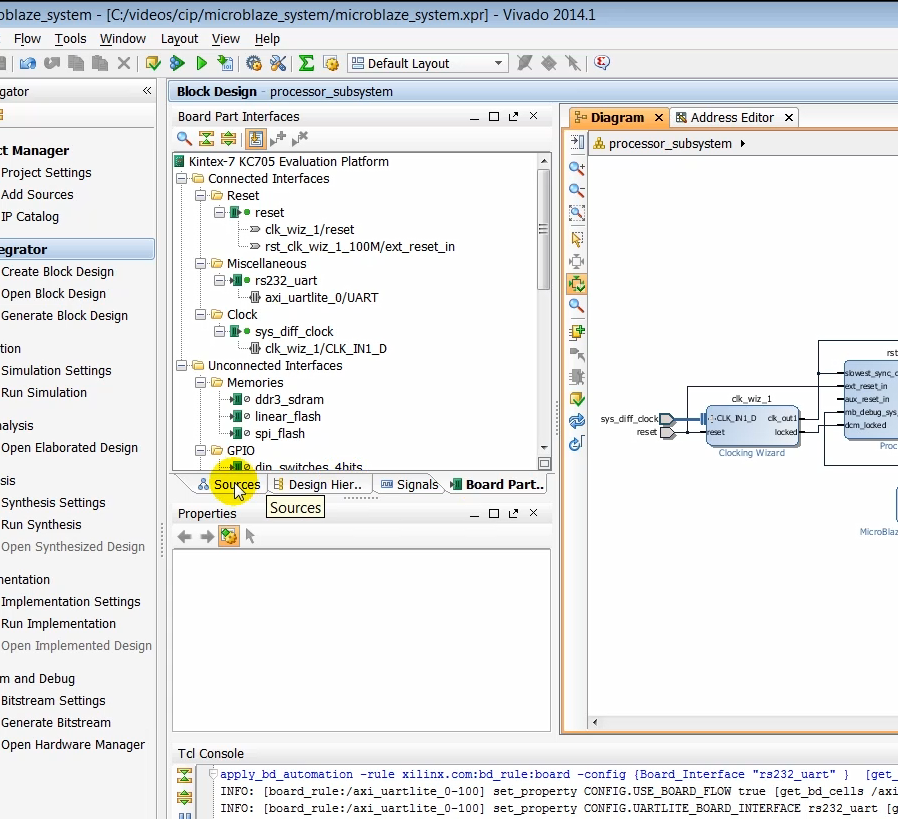 blaze_system - [C:/videos/cip/microblaze_system/microblaze_system.xpr] - Vivado 2014.1
Flow Tools Window Layout View Help
Default Layout
gator
ct Manager
Project Settings
Add Sources
IP Catalog
egrator
Create Block Design
Open Block Design
Generate Block Design
tion
Simulation Settings
Run Simulation
nalysis
Open Elaborated Design
sis
Synthesis Settings
Run Synthesis
Open Synthesized Design
nentation
Implementation Settings
Run Implementation
Open Implemented Design
m and Debug
Bitstream Settings
Generate Bitstream
Open Hardware Manager
Block Design - processor_subsystem
Board Part Interfaces
Kintex-7 KC705 Evaluation Platform
Connected Interfaces
Reset
reset
clk_wiz_1/reset
rst_clk_wiz_1_100M/ext_reset_in
Miscellaneous
rs232_uart
axi_uartlite_0/UART
Clock
sys_diff_clock
clk_wiz_1/CLK_IN1_D
Unconnected Interfaces
Memories
ddr3_sdram
linear_flash
spi_flash
GPIO
dip_switches_4bits
Sources Design Hier.. Signals Board Part..
Sources
Properties
Diagram Address Editor
processor_subsystem
rst
slowest_sync_c
ext_reset_in
aux_reset_in
mb_debug_sys_
dcm_locked
Proc
clk_wiz_1
sys_diff_clock
reset
CLK_IN1_D clk_out1
reset locked
Clocking Wizard
MicroBlaz
Tcl Console
apply_bd_automation -rule xilinx.com:bd_rule:board -config {Board_Interface "rs232_uart" } [get_
INFO: [board_rule:/axi_uartlite_0-100] set_property CONFIG.USE_BOARD_FLOW true [get_bd_cells /axi
INFO: [board_rule:/axi_uartlite_0-100] set_property CONFIG.UARTLITE_BOARD_INTERFACE rs232_uart [g